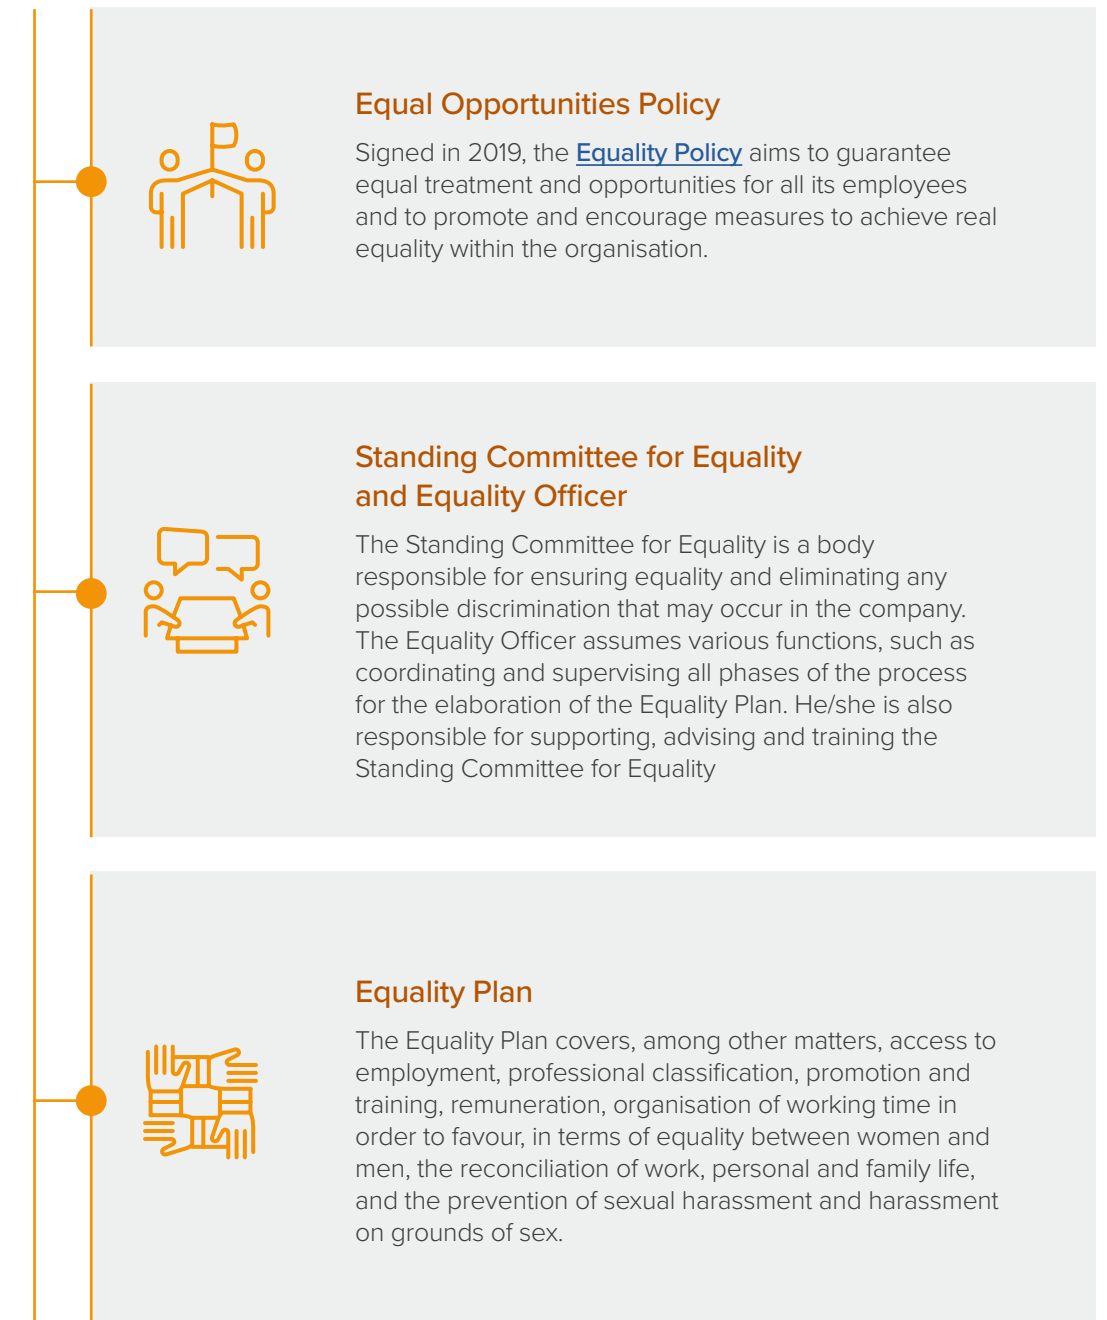 Equal Opportunities Policy
Signed in 2019, the Equality Policy aims to guarantee
equal treatment and opportunities for all its employees
and to promote and encourage measures to achieve real
equality within the organisation.
Standing Committee for Equality
and Equality Officer
The Standing Committee for Equality is a body
responsible for ensuring equality and eliminating any
possible discrimination that may occur in the company.
The Equality Officer assumes various functions, such as
coordinating and supervising all phases of the process
for the elaboration of the Equality Plan. He/she is also
responsible for supporting, advising and training the
Standing Committee for Equality
Equality Plan
The Equality Plan covers, among other matters, access to
employment, professional classification, promotion and
training, remuneration, organisation of working time in
order to favour, in terms of equality between women and
men, the reconciliation of work, personal and family life,
and the prevention of sexual harassment and harassment
on grounds of sex.